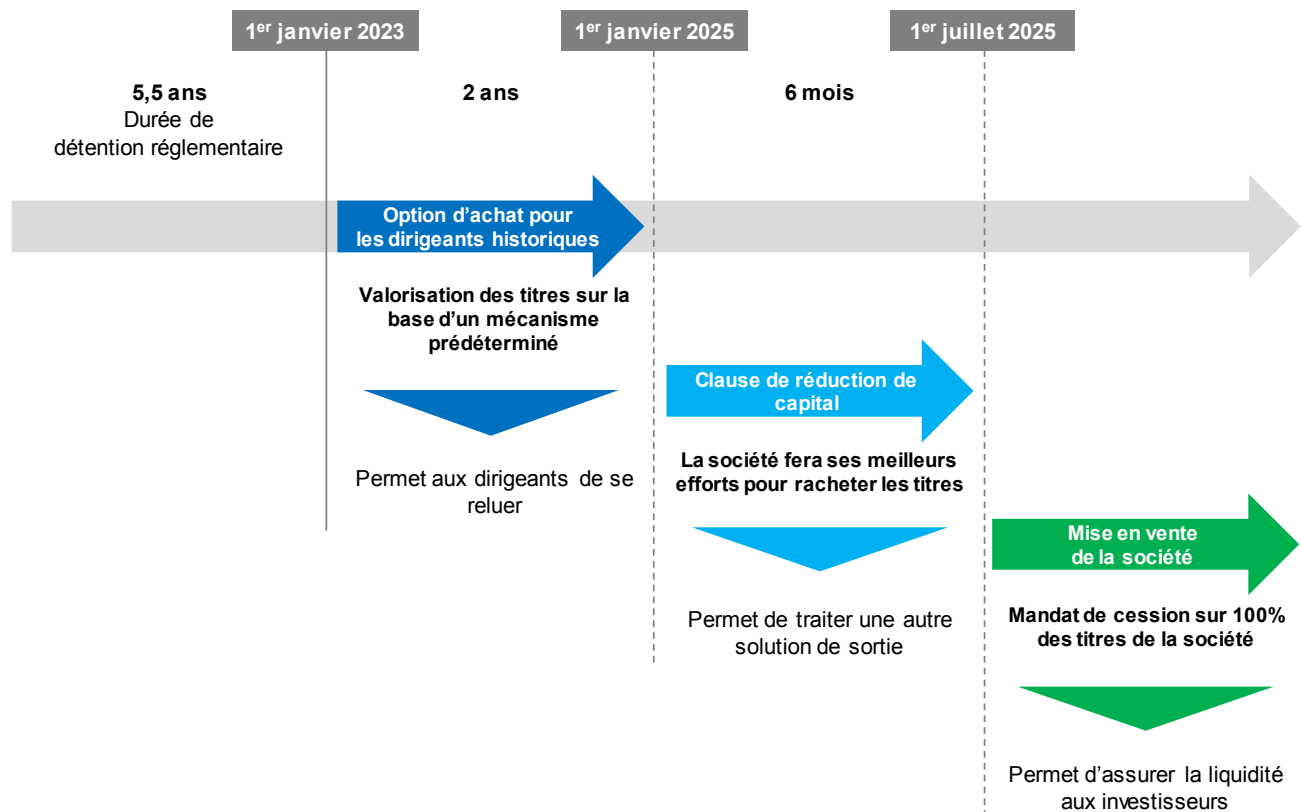 1er janvier 2023
1er janvier 2025
1er juillet 2025
5,5 ans
Durée de
détention réglementaire
2 ans
6 mois
Option d’achat pour
les dirigeants historiques
Valorisation des titres sur la
base d’un mécanisme
prédéterminé
Permet aux dirigeants de se
reluer
Clause de réduction de
capital
La société fera ses meilleurs
efforts pour racheter les titres
Permet de traiter une autre
solution de sortie
Mise en vente
de la société
Mandat de cession sur 100%
des titres de la société
Permet d’assurer la liquidité
aux investisseurs